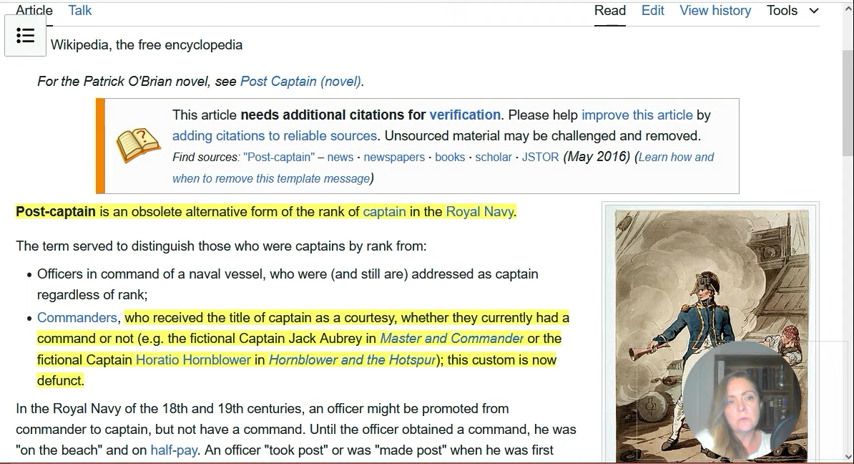 Article Talk Read Edit View history Tools
Wikipedia, the free encyclopedia
For the Patrick O'Brian novel, see Post Captain (novel).
This article needs additional citations for verification. Please help improve this article by
adding citations to reliable sources. Unsourced material may be challenged and removed.
Find sources: "Post-captain" – news · newspapers · books · scholar · JSTOR (May 2016) (Learn how and
when to remove this template message)
Post-captain is an obsolete alternative form of the rank of captain in the Royal Navy.
The term served to distinguish those who were captains by rank from:
• Officers in command of a naval vessel, who were (and still are) addressed as captain
regardless of rank;
• Commanders, who received the title of captain as a courtesy, whether they currently had a
command or not (e.g. the fictional Captain Jack Aubrey in Master and Commander or the
fictional Captain Horatio Hornblower in Hornblower and the Hotspur); this custom is now
defunct.
In the Royal Navy of the 18th and 19th centuries, an officer might be promoted from
commander to captain, but not have a command. Until the officer obtained a command, he was
"on the beach" and on half-pay. An officer "took post" or was "made post" when he was first